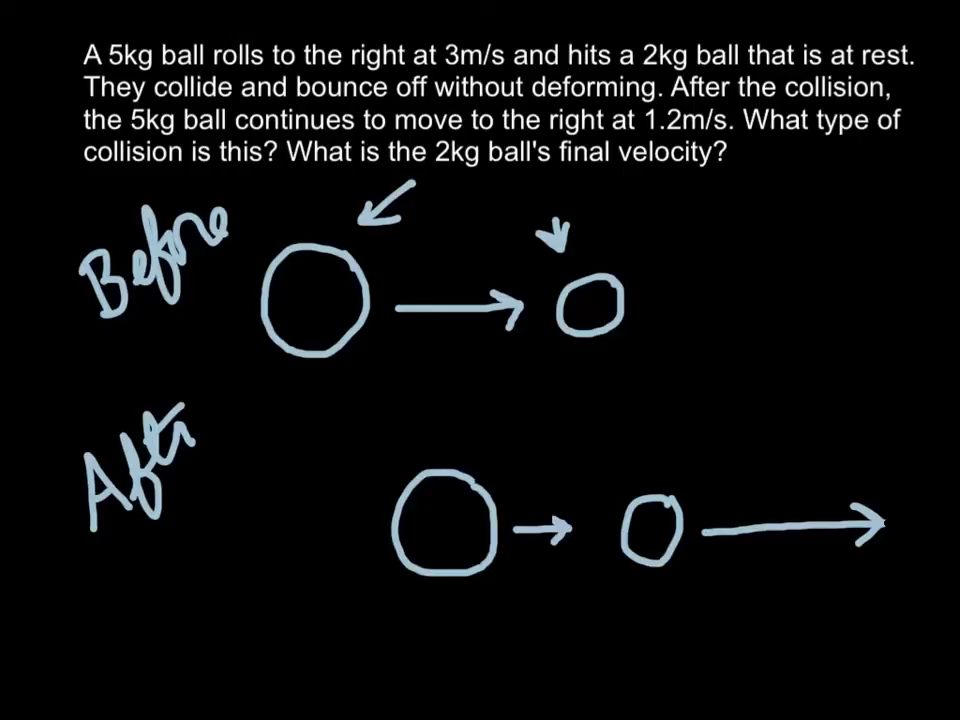 A 5kg ball rolls to the right at 3m/s and hits a 2kg ball that is at rest.
They collide and bounce off without deforming. After the collision,
the 5kg ball continues to move to the right at 1.2m/s. What type of
collision is this? What is the 2kg ball's final velocity?
Before
After